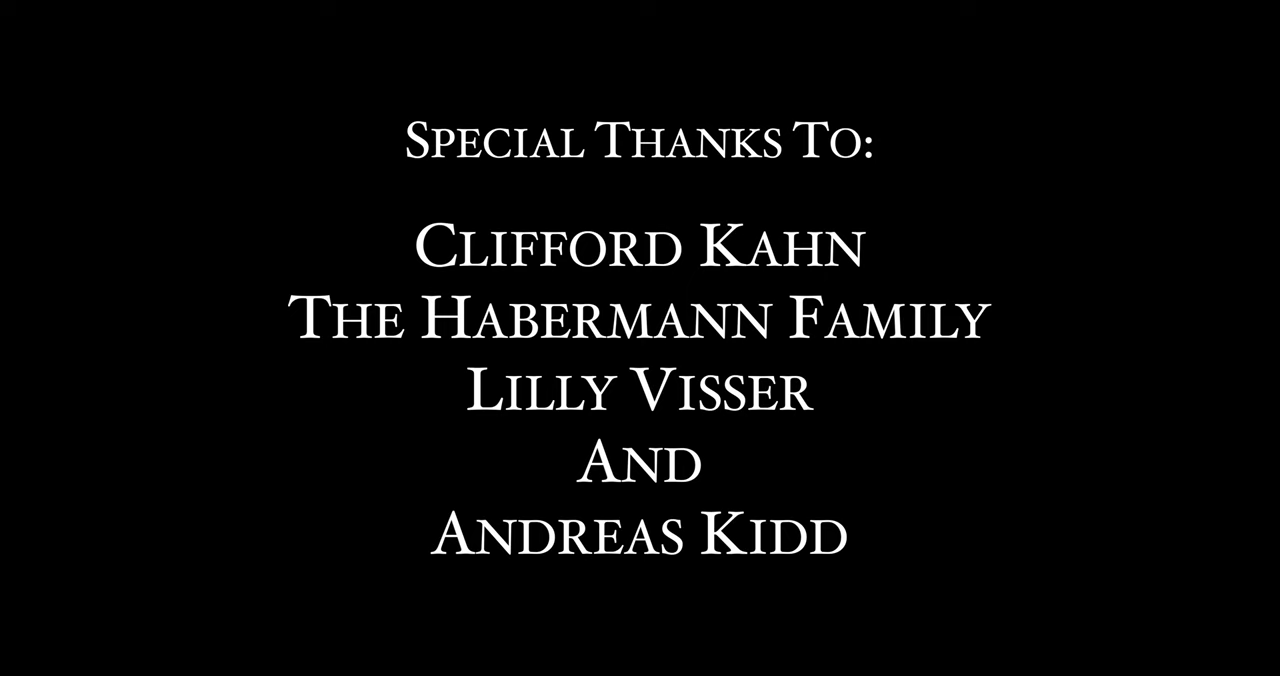 Special Thanks To:
Clifford Kahn
The Habermann Family
Lilly Visser
And
Andreas Kidd